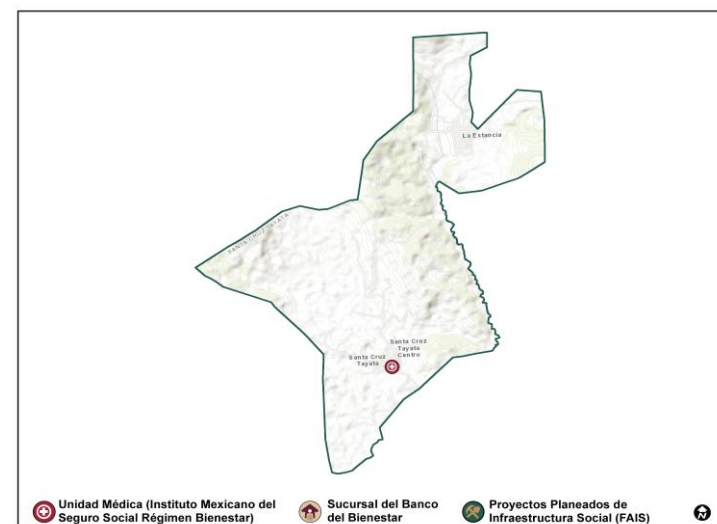 La Estancia
SANTA CRUZ TAYATA
Santa Cruz
Tayata
Centro
Santa Cruz
Tayata
Unidad Médica (Instituto Mexicano del
Seguro Social Régimen Bienestar)
Sucursal del Banco
del Bienestar
Proyectos Planeados de
Infraestructura Social (FAIS)
N